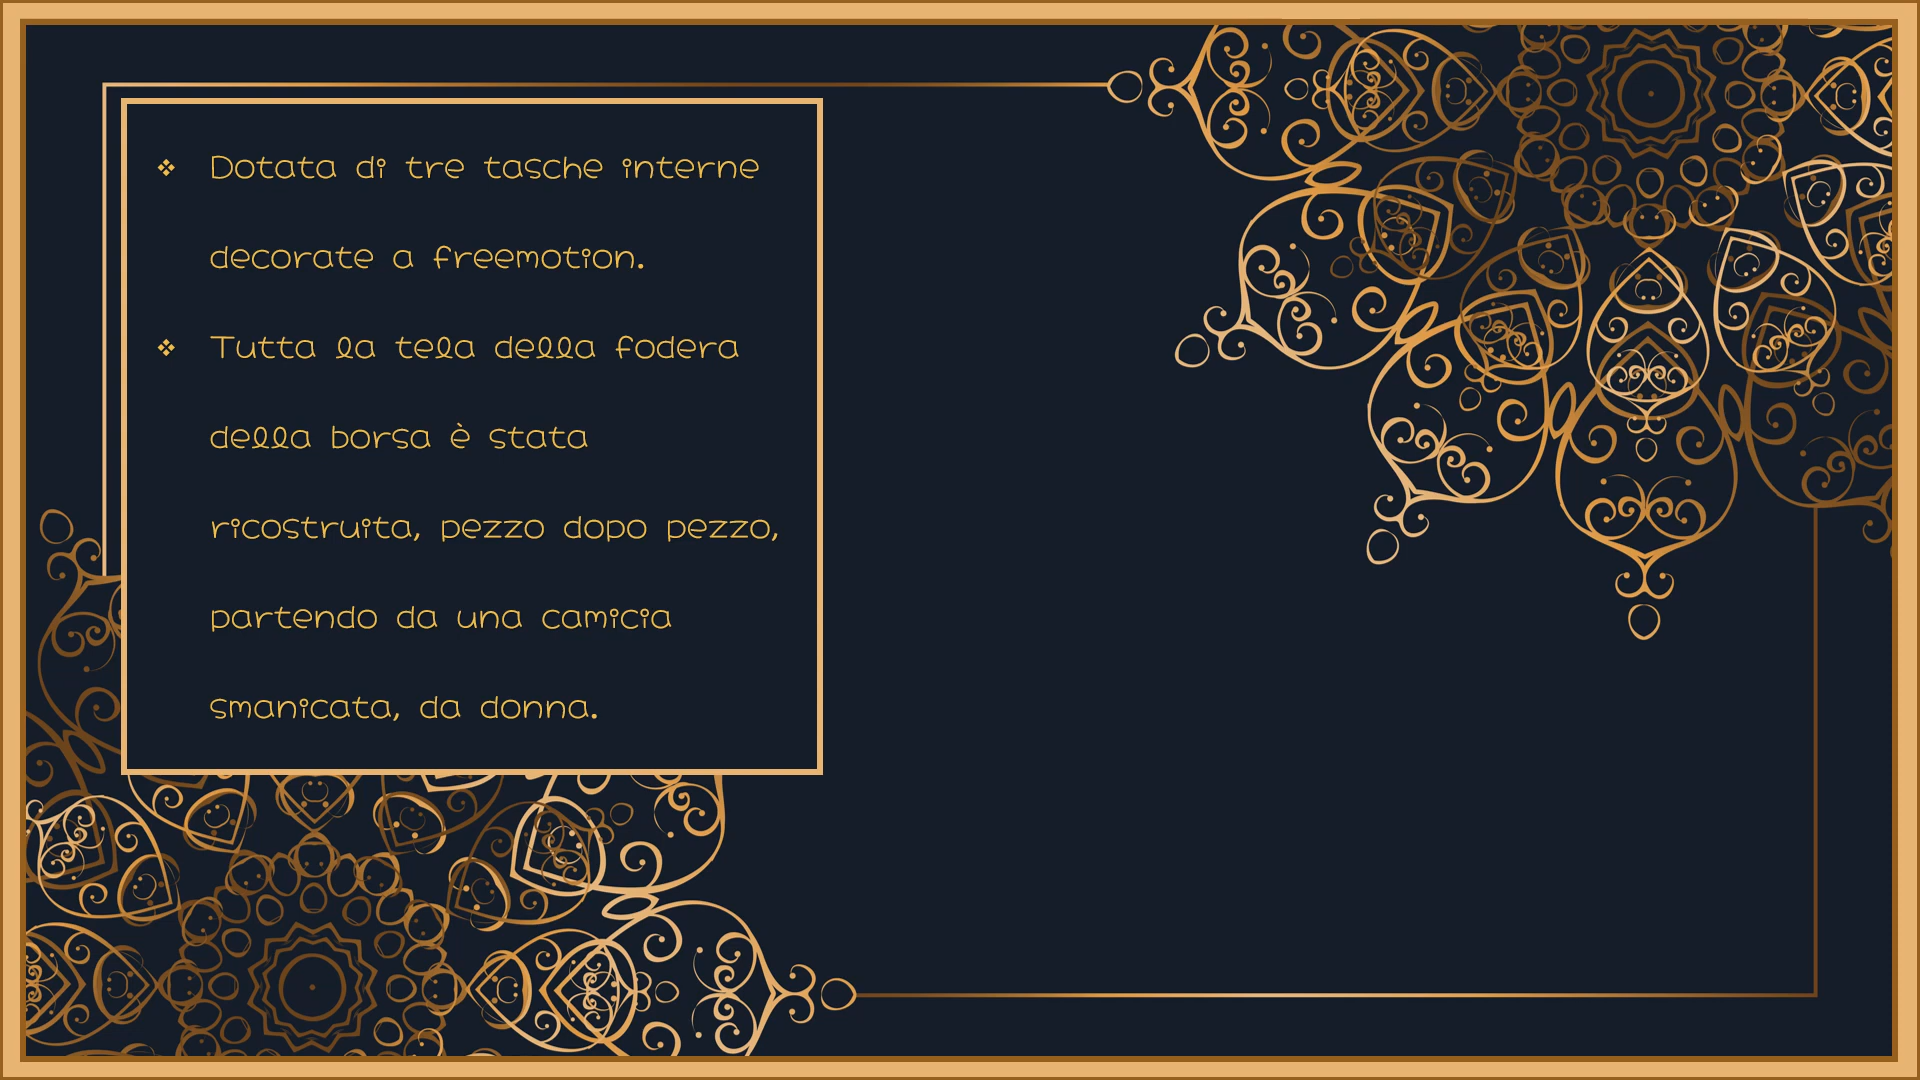 ❖ Dotata di tre tasche interne
decorate a freemotion.
❖ Tutta la tela della fodera
della borsa è stata
ricostruita, pezzo dopo pezzo,
partendo da una camicia
smanicata, da donna.